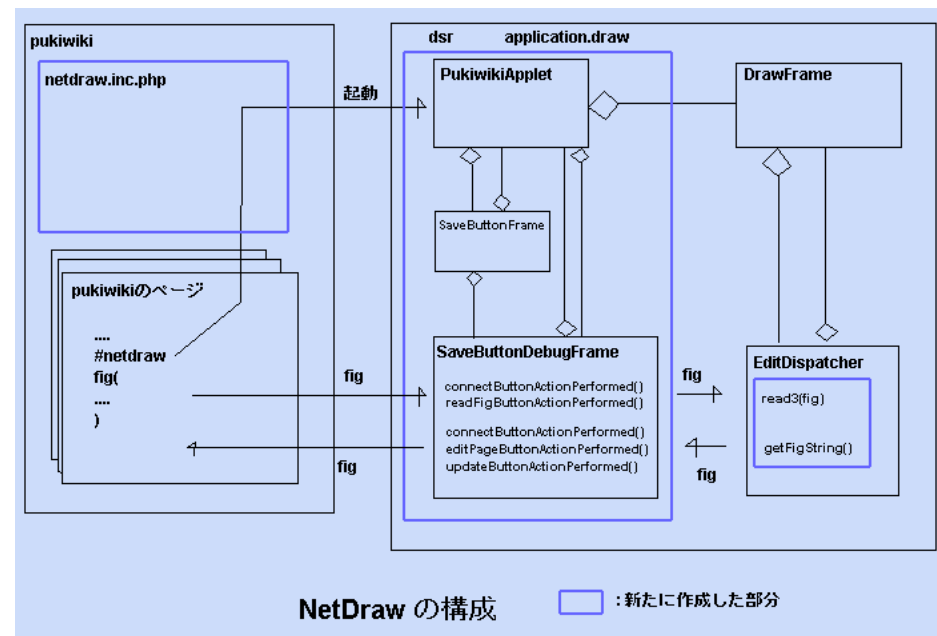 pukiwiki
netdraw.inc.php
pukiwikiのページ
....
#netdraw
fig(
....
)
起動
fig
fig
dsr application.draw
PukiwikiApplet
DrawFrame
SaveButtonFrame
SaveButtonDebugFrame
connectButtonActionPerformed()
readFigButtonActionPerformed()
connectButtonActionPerformed()
editPageButtonActionPerformed()
updateButtonActionPerformed()
fig
fig
EditDispatcher
read3(fig)
getFigString()
NetDraw の構成
:新たに作成した部分